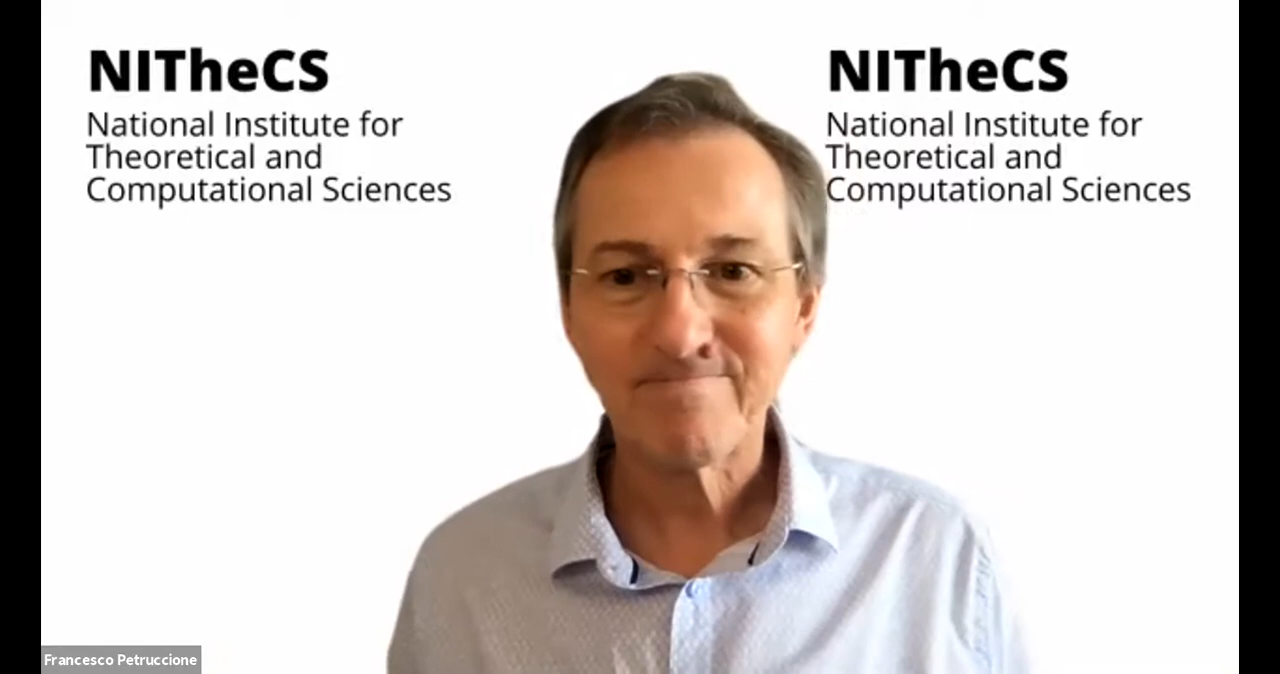 NITheCS
National Institute for
Theoretical and
Computational Sciences
NITheCS
National Institute for
Theoretical and
Computational Sciences
Francesco Petruccione